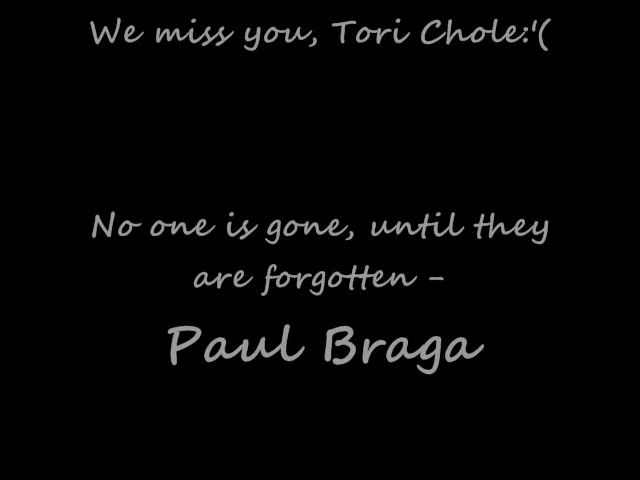 We miss you, Tori Chole:'(
No one is gone, until they
are forgotten -
Paul Braga